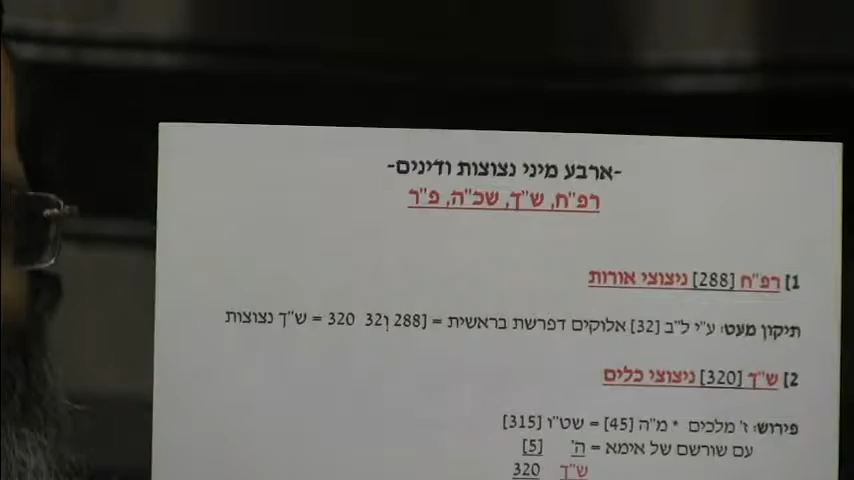 -ארבע מיני נצוצות ודינים-
רפ"ח, ש"ך, שכ"ה, פ"ר
1] רפ"ח [288] ניצוצי אורות
תיקון מעט: ע"י ל"ב [32] אלוקים דפרשת בראשית = [288 ו]32 320 = ש"ך נצוצות
2] ש"ך [320] ניצוצי כלים
פירוש: ז' מלכים * מ"ה [45] = שט"ו [315]
עם שורשם של אימא = ה' [5]
ש"ך 320